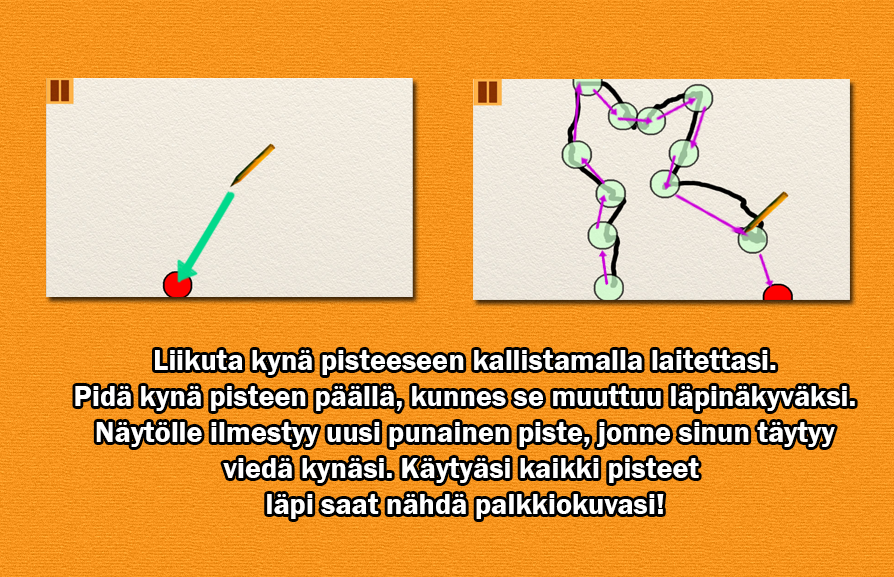 Liikuta kynä pisteeseen kallistamalla laitettasi.
Pidä kynä pisteen päällä, kunnes se muuttuu läpinäkyväksi.
Näytölle ilmestyy uusi punainen piste, jonne sinun täytyy
viedä kynäsi. Käytyäsi kaikki pisteet
läpi saat nähdä palkkiokuvasi!